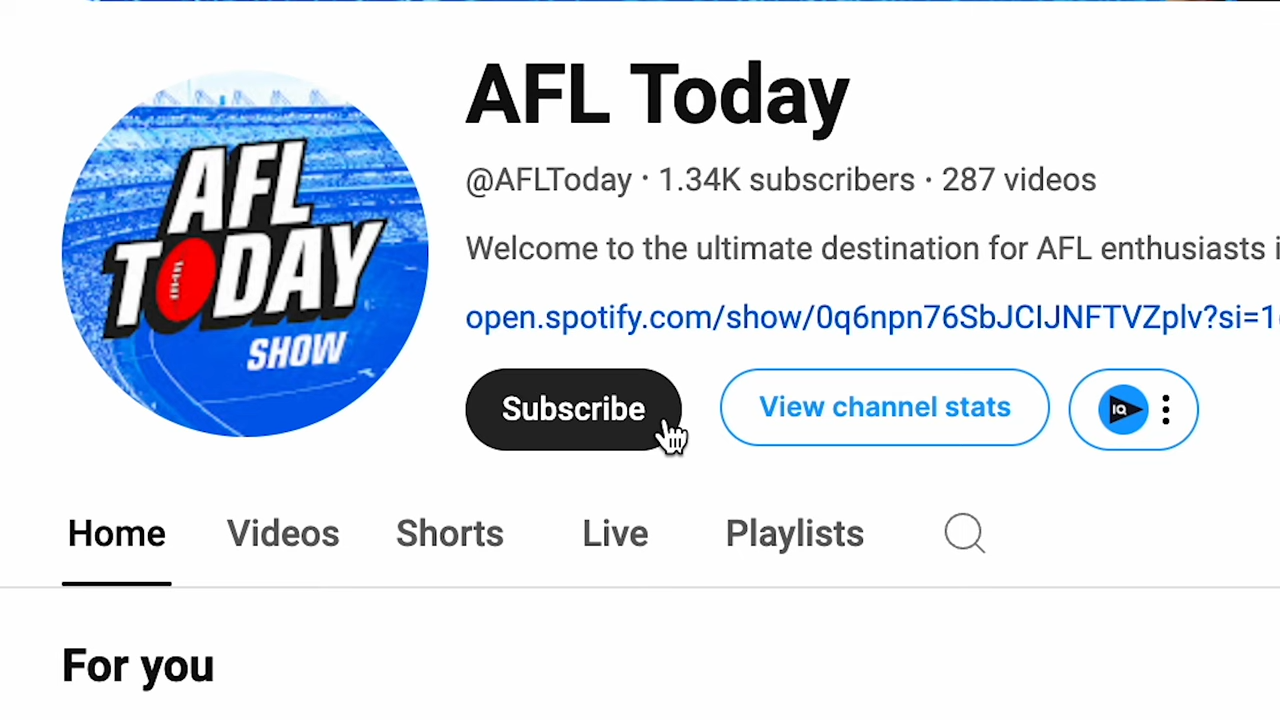 AFL Today
AFL
TODAY
SHOW
@AFLToday · 1.34K subscribers · 287 videos
Welcome to the ultimate destination for AFL enthusiasts i
open.spotify.com/show/0q6npn76SbJCIJNFTVZplv?si=1
Subscribe
View channel stats
IQ
Home
Videos
Shorts
Live
Playlists
For you